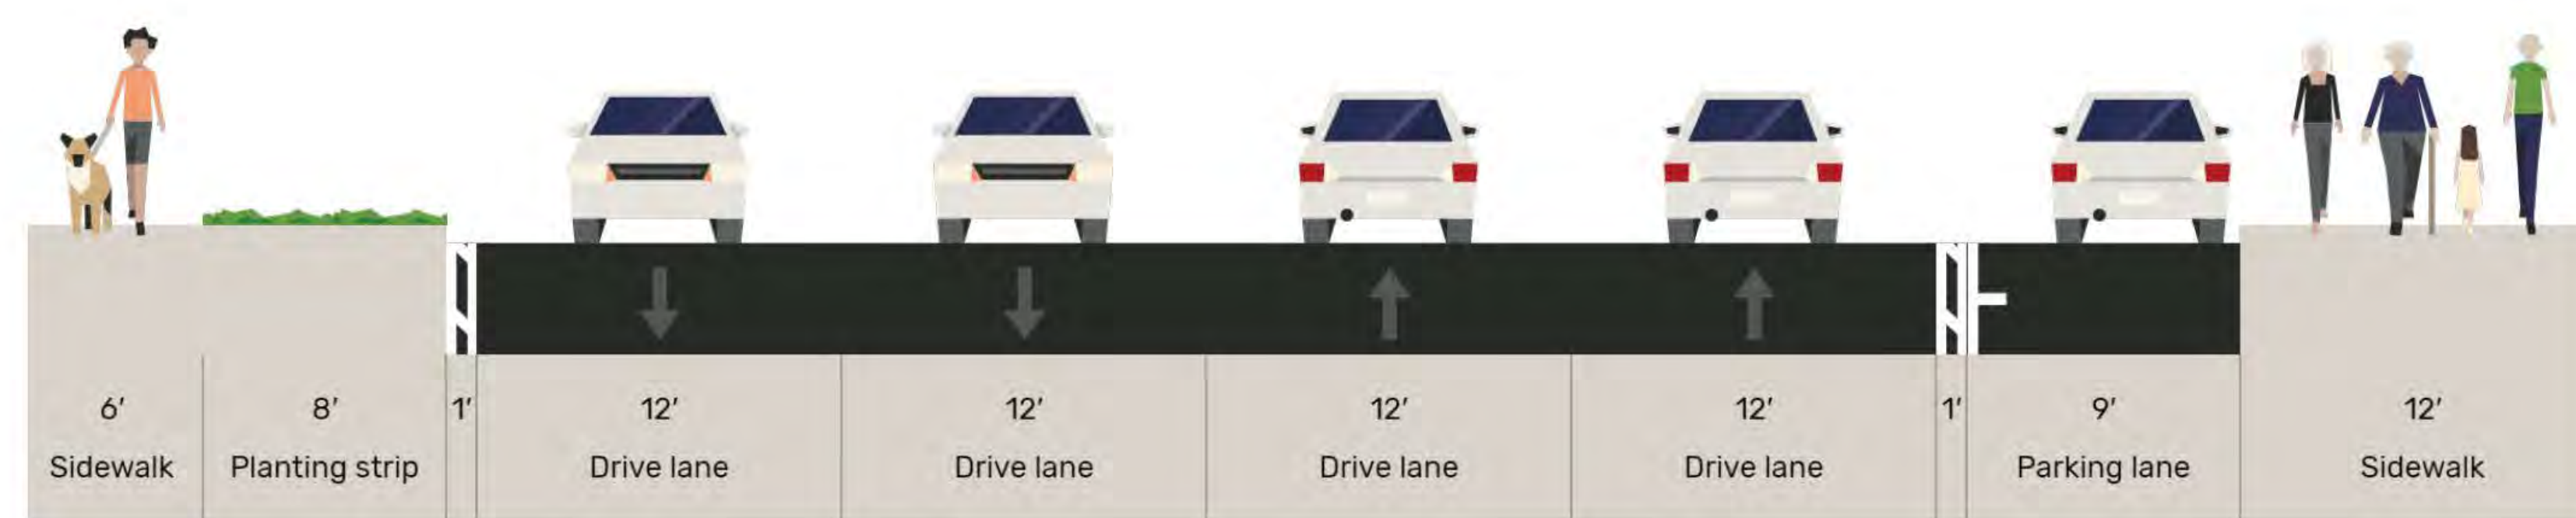 6' 8' 1' 12' 12' 12' 12' 1' 9' 12'
Sidewalk Planting strip Drive lane Drive lane Drive lane Drive lane Parking lane Sidewalk